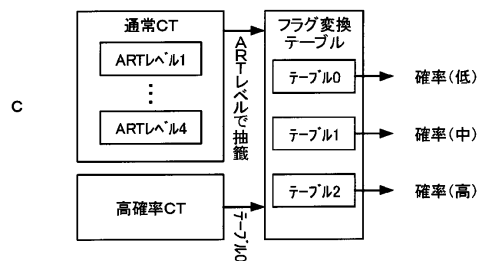 C
通常CT
ARTレベル1
⋮
ARTレベル4
高確率CT
ARTレベルで抽籤
テーブル0
フラグ変換
テーブル
テーブル0
テーブル1
テーブル2
確率(低)
確率(中)
確率(高)